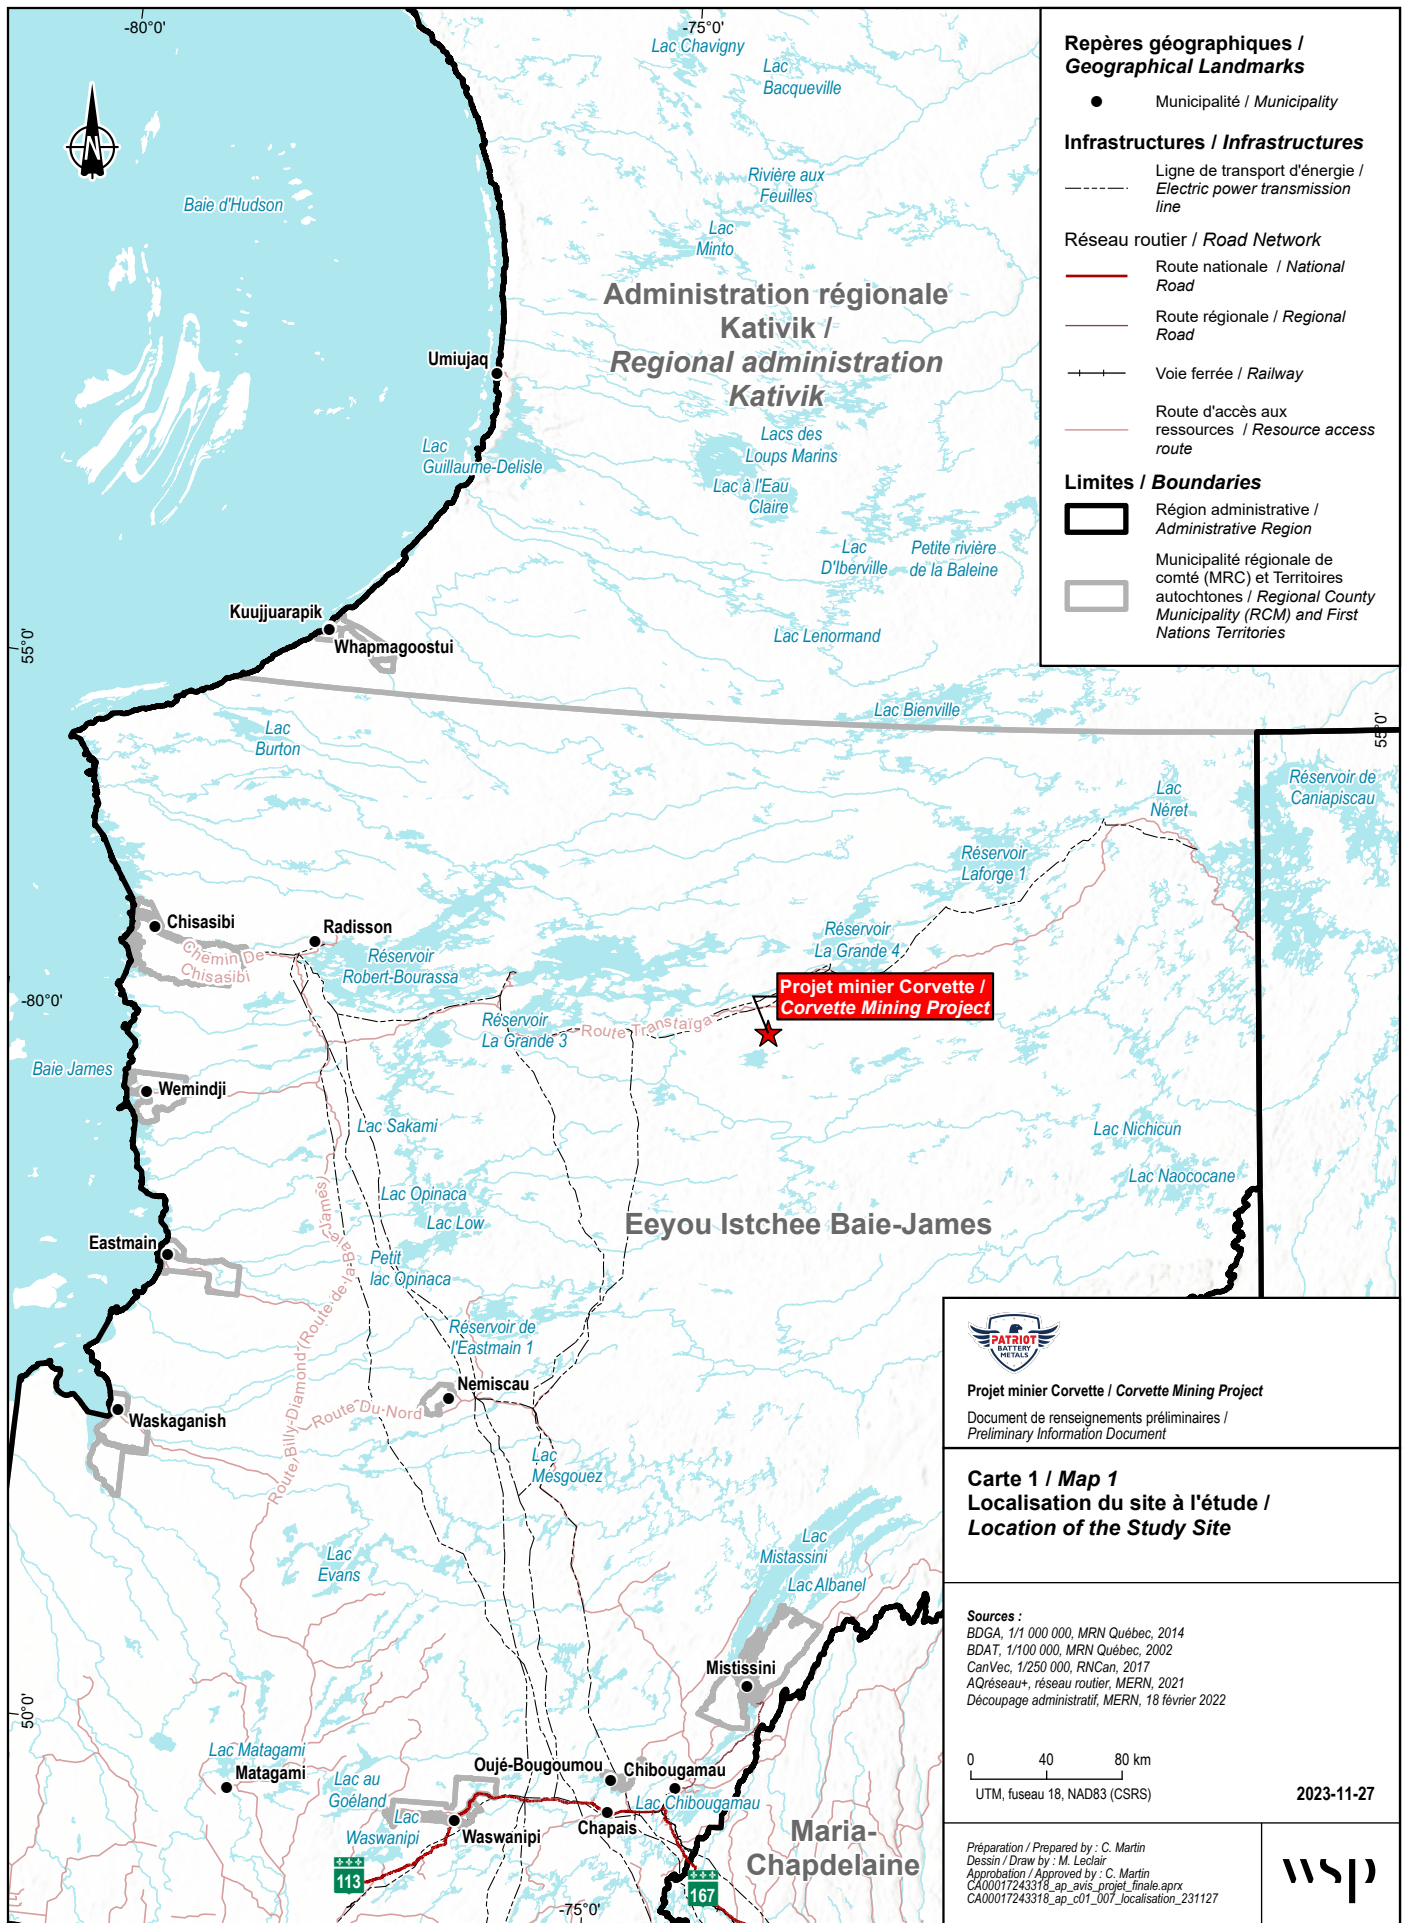 -80°0'
-75°0'
Lac Chavigny
Lac
Bacqueville
Rivière aux
Feuilles
Baie d'Hudson
Lac
Minto
Administration régionale
Kativik /
Regional administration
Kativik
Umiujaq
Lac
Guillaume-Delisle
Lacs des
Loups Marins
Lac à l'Eau
Claire
Lac
D'Iberville
Petite rivière
de la Baleine
Kuujjuarapik
Whapmagoostui
Lac Lenormand
55°0'
Lac Bienville
Lac
Burton
55°0'
Réservoir de
Caniapiscau
Lac
Néret
Réservoir
Laforge 1
Chisasibi
Radisson
Chemin De
Chisasibi
Réservoir
Robert-Bourassa
Réservoir
La Grande 4
Projet minier Corvette /
Corvette Mining Project
-80°0'
Réservoir
La Grande 3
Route Transtaïga
Baie James
Wemindji
Lac Sakami
Lac Nichicun
Lac Naococane
Lac Opinaca
Lac Low
Eeyou Istchee Baie-James
Eastmain
Petit
lac Opinaca
Route Billy-Diamond (Route-de-la-Baie-James)
Réservoir de
l'Eastmain 1
Nemiscau
Route Du Nord
Waskaganish
Lac
Mesgouez
Lac
Evans
Lac
Mistassini
Lac Albanel
Mistissini
50°0'
Lac Matagami
Matagami
Lac au
Goéland
Oujé-Bougoumou
Chibougamau
Lac Chibougamau
Lac
Waswanipi
Waswanipi
Chapais
Maria-
Chapdelaine
113
167
-75°0'
Repères géographiques /
Geographical Landmarks
Municipalité / Municipality
Infrastructures / Infrastructures
Ligne de transport d'énergie /
Electric power transmission
line
Réseau routier / Road Network
Route nationale / National
Road
Route régionale / Regional
Road
Voie ferrée / Railway
Route d'accès aux
ressources / Resource access
route
Limites / Boundaries
Région administrative /
Administrative Region
Municipalité régionale de
comté (MRC) et Territoires
autochtones / Regional County
Municipality (RCM) and First
Nations Territories
PATRIOT
BATTERY
METALS
Projet minier Corvette / Corvette Mining Project
Document de renseignements préliminaires /
Preliminary Information Document
Carte 1 / Map 1
Localisation du site à l'étude /
Location of the Study Site
Sources :
BDGA, 1/1 000 000, MRN Québec, 2014
BDAT, 1/100 000, MRN Québec, 2002
CanVec, 1/250 000, RNCan, 2017
AQréseau+, réseau routier, MERN, 2021
Découpage administratif, MERN, 18 février 2022
0 40 80 km
UTM, fuseau 18, NAD83 (CSRS)
2023-11-27
Préparation / Prepared by : C. Martin
Dessin / Draw by : M. Leclair
Approbation / Approved by : C. Martin
CA00017243318_ap_avis_projet_finale.aprx
CA00017243318_ap_c01_007_localisation_231127
wsp
N